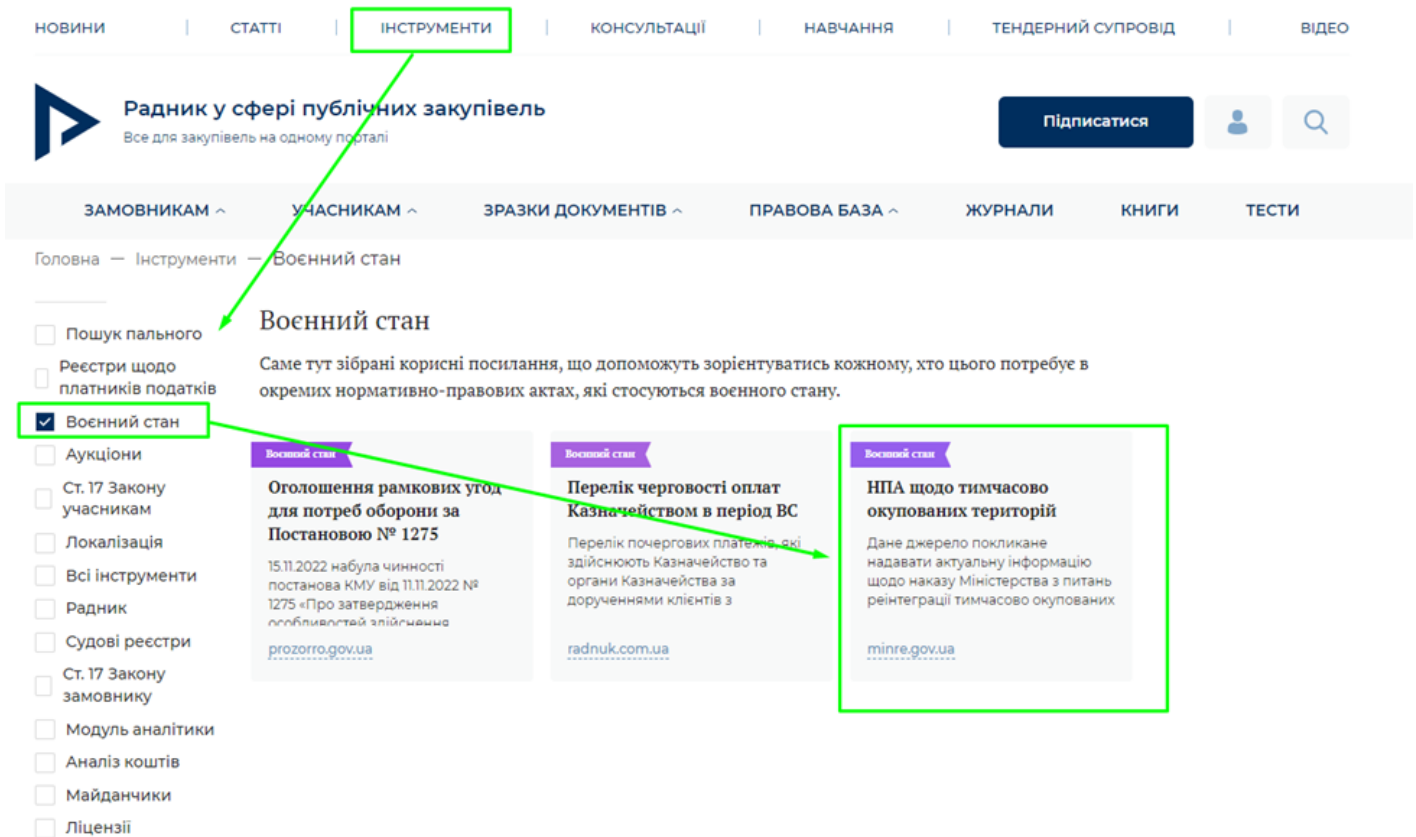 НОВИНИ | СТАТТІ | ІНСТРУМЕНТИ | КОНСУЛЬТАЦІЇ | НАВЧАННЯ | ТЕНДЕРНИЙ СУПРОВІД | ВІДЕО
Радник у сфері публічних закупівель
Все для закупівель на одному порталі
Підписатися
ЗАМОВНИКАМ УЧАСНИКАМ ЗРАЗКИ ДОКУМЕНТІВ ПРАВОВА БАЗА ЖУРНАЛИ КНИГИ ТЕСТИ
Головна — Інструменти — Воєнний стан
Пошук пального
Реєстри щодо
платників податків
Воєнний стан
Аукціони
Ст. 17 Закону
учасникам
Локалізація
Всі інструменти
Радник
Судові реєстри
Ст. 17 Закону
замовнику
Модуль аналітики
Аналіз коштів
Майданчики
Ліцензії
Воєнний стан
Саме тут зібрані корисні посилання, що допоможуть зорієнтуватись кожному, хто цього потребує в
окремих нормативно-правових актах, які стосуються воєнного стану.
Воєнний стан
Оголошення рамкових угод
для потреб оборони за
Постановою № 1275
15.11.2022 набула чинності
постанова КМУ від 11.11.2022 №
1275 «Про затвердження
особливостей здійснення
prozorro.gov.ua
Воєнний стан
Перелік черговості оплат
Казначейством в період ВС
Перелік почергових платежів, які
здійснюють Казначейство та
органи Казначейства за
дорученнями клієнтів з
radnuk.com.ua
Воєнний стан
НПА щодо тимчасово
окупованих територій
Дане джерело покликане
надавати актуальну інформацію
щодо наказу Міністерства з питань
реінтеграції тимчасово окупованих
minre.gov.ua